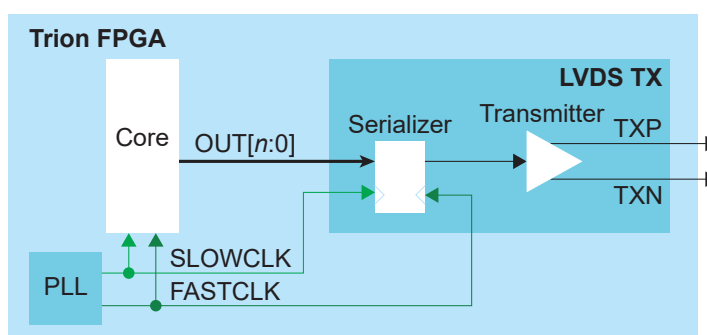 Trion FPGA
LVDS TX
Core
OUT[n:0]
Serializer
Transmitter
TXP
TXN
SLOWCLK
PLL
FASTCLK